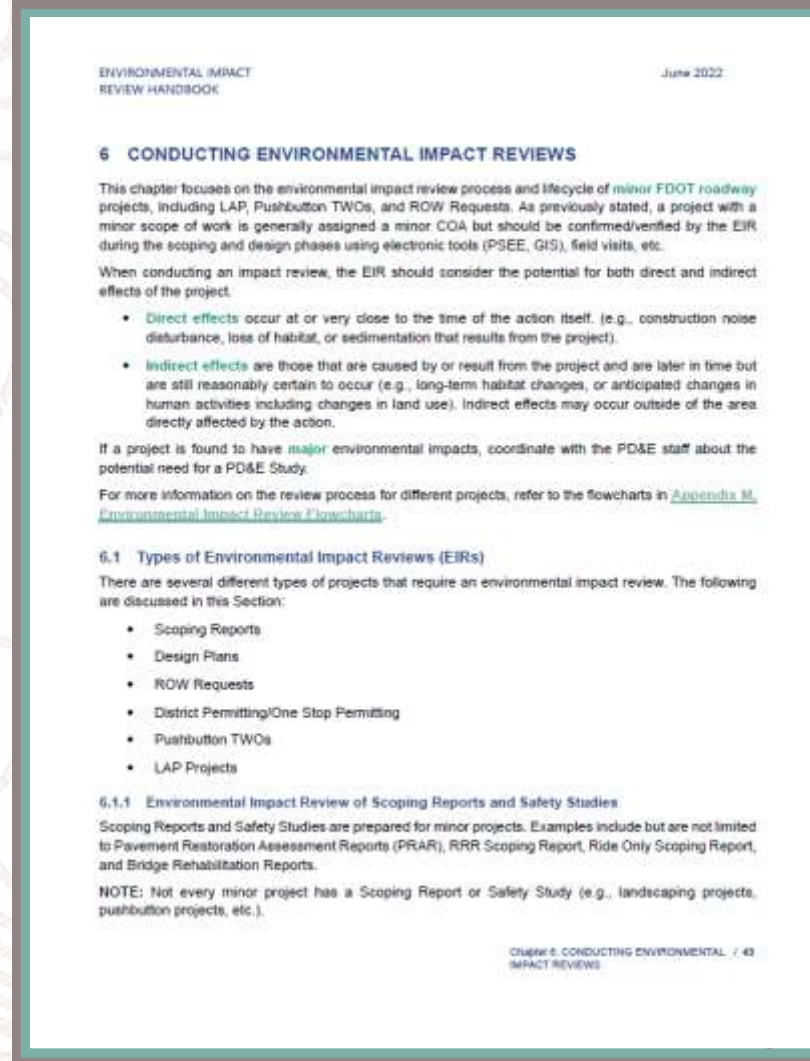 ENVIRONMENTAL IMPACT
REVIEW HANDBOOK
June 2022
6 CONDUCTING ENVIRONMENTAL IMPACT REVIEWS
This chapter focuses on the environmental impact review process and lifecycle of minor FDOT roadway
projects, including LAP, Pushbutton TWOs, and ROW Requests. As previously stated, a project with a
minor scope of work is generally assigned a minor COA but should be confirmed/verified by the EIR
during the scoping and design phases using electronic tools (PSEE, GIS), field visits, etc.
When conducting an impact review, the EIR should consider the potential for both direct and indirect
effects of the project.
• Direct effects occur at or very close to the time of the action itself. (e.g., construction noise
disturbance, loss of habitat, or sedimentation that results from the project).
• Indirect effects are those that are caused by or result from the project and are later in time but
are still reasonably certain to occur (e.g., long-term habitat changes, or anticipated changes in
human activities including changes in land use). Indirect effects may occur outside of the area
directly affected by the action.
If a project is found to have major environmental impacts, coordinate with the PD&E staff about the
potential need for a PD&E Study.
For more information on the review process for different projects, refer to the flowcharts in Appendix M,
Environmental Impact Review Flowcharts.
6.1 Types of Environmental Impact Reviews (EIRs)
There are several different types of projects that require an environmental impact review. The following
are discussed in this Section:
• Scoping Reports
• Design Plans
• ROW Requests
• District Permitting/One Stop Permitting
• Pushbutton TWOs
• LAP Projects
6.1.1 Environmental Impact Review of Scoping Reports and Safety Studies
Scoping Reports and Safety Studies are prepared for minor projects. Examples include but are not limited
to Pavement Restoration Assessment Reports (PRAR), RRR Scoping Report, Ride Only Scoping Report,
and Bridge Rehabilitation Reports.
NOTE: Not every minor project has a Scoping Report or Safety Study (e.g., landscaping projects,
pushbutton projects, etc.).
Chapter 6: CONDUCTING ENVIRONMENTAL / 43
IMPACT REVIEWS